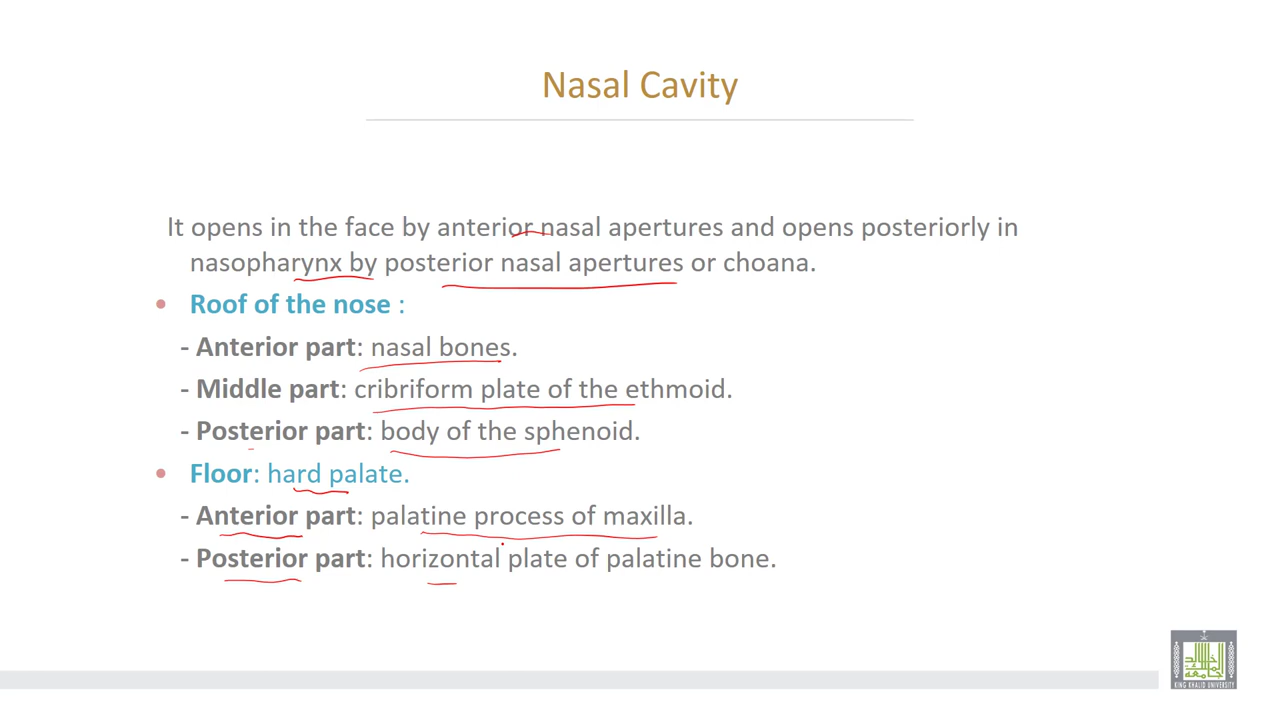 Nasal Cavity
It opens in the face by anterior nasal apertures and opens posteriorly in
nasopharynx by posterior nasal apertures or choana.
• Roof of the nose :
- Anterior part: nasal bones.
- Middle part: cribriform plate of the ethmoid.
- Posterior part: body of the sphenoid.
• Floor: hard palate.
- Anterior part: palatine process of maxilla.
- Posterior part: horizontal plate of palatine bone.
KING KHALID UNIVERSITY